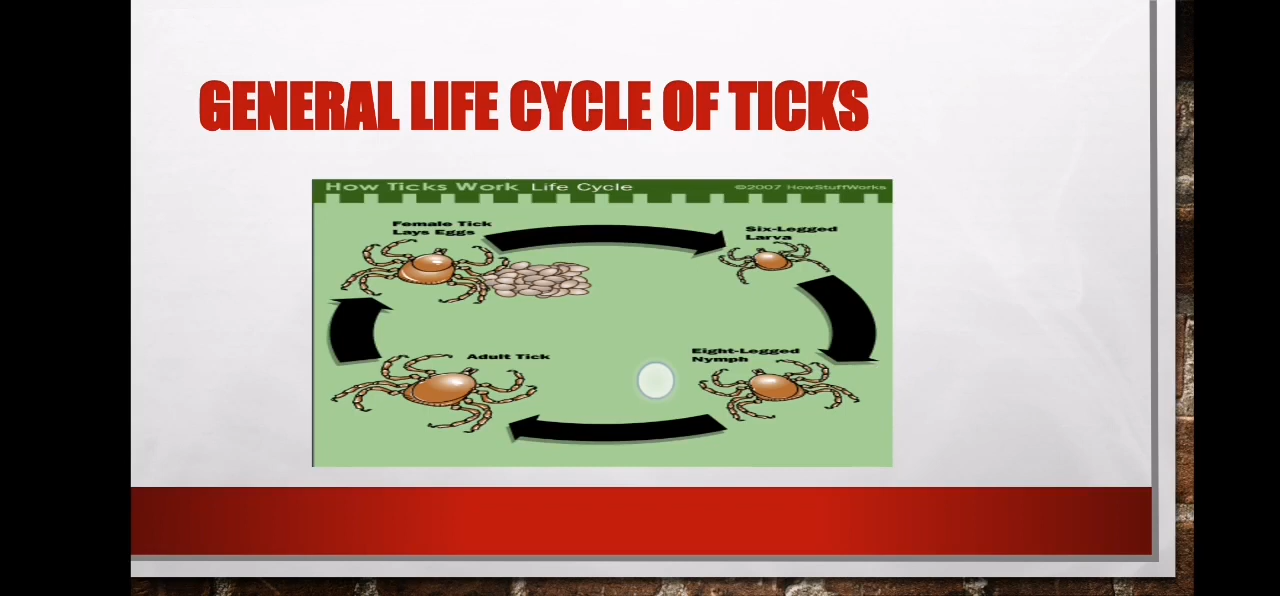 GENERAL LIFE CYCLE OF TICKS
How Ticks Work Life Cycle
©2007 HowStuffWorks
Female Tick
Lays Eggs
Six-Legged
Larva
Adult Tick
Eight-Legged
Nymph